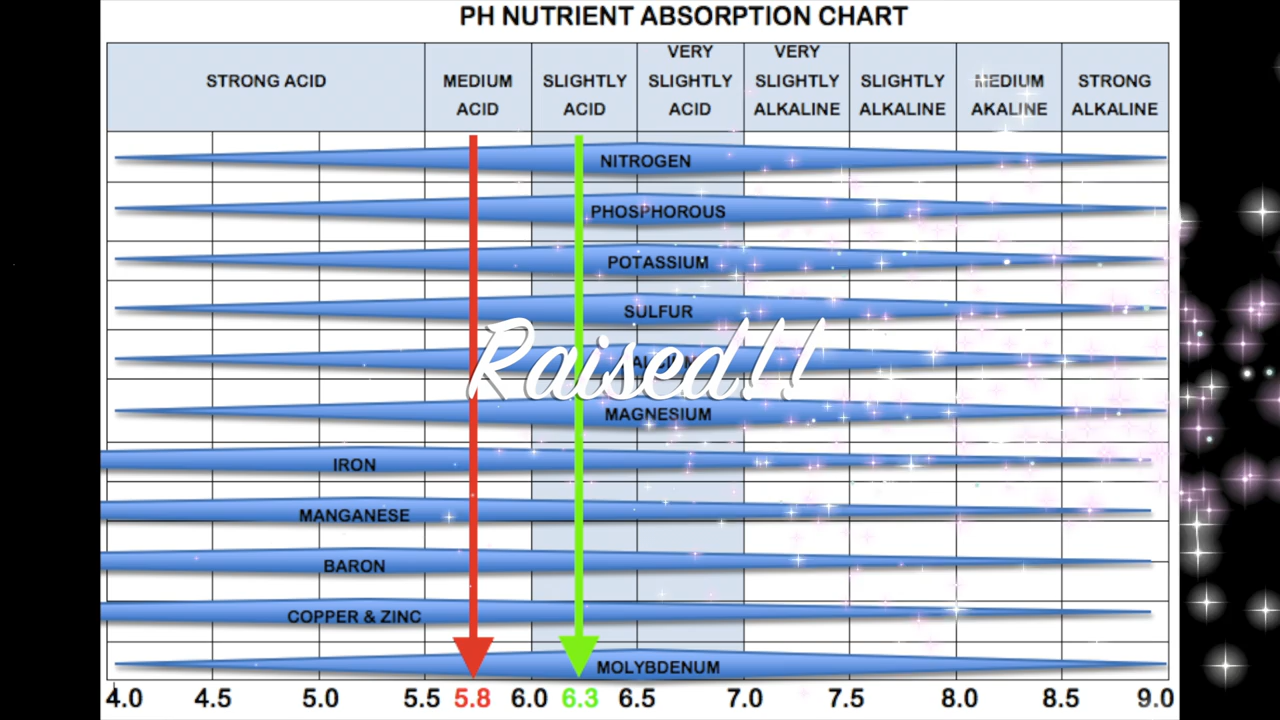 PH NUTRIENT ABSORPTION CHART
STRONG ACID
MEDIUM
ACID
SLIGHTLY
ACID
VERY
SLIGHTLY
ACID
VERY
SLIGHTLY
ALKALINE
SLIGHTLY
ALKALINE
MEDIUM
AKALINE
STRONG
ALKALINE
NITROGEN
PHOSPHOROUS
POTASSIUM
SULFUR
Raised!!
MAGNESIUM
IRON
MANGANESE
BARON
COPPER & ZINC
MOLYBDENUM
4.0 4.5 5.0 5.5 5.8 6.0 6.3 6.5 7.0 7.5 8.0 8.5 9.0